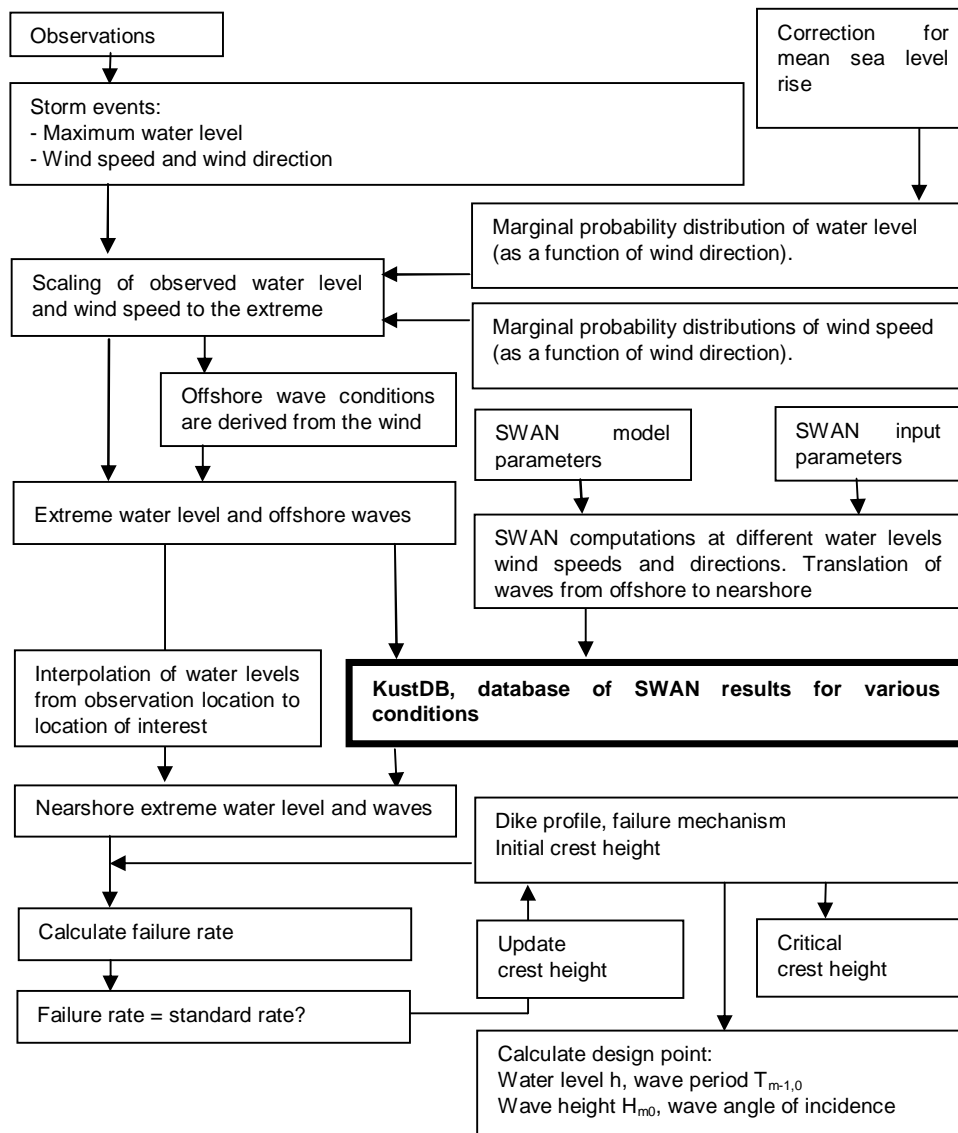 Observations
Correction for
mean sea level
rise
Storm events:
- Maximum water level
- Wind speed and wind direction
Marginal probability distribution of water level
(as a function of wind direction).
Scaling of observed water level
and wind speed to the extreme
Marginal probability distributions of wind speed
(as a function of wind direction).
Offshore wave conditions
are derived from the wind
SWAN model
parameters
SWAN input
parameters
Extreme water level and offshore waves
SWAN computations at different water levels
wind speeds and directions. Translation of
waves from offshore to nearshore
Interpolation of water levels
from observation location to
location of interest
KustDB, database of SWAN results for various
conditions
Nearshore extreme water level and waves
Dike profile, failure mechanism
Initial crest height
Calculate failure rate
Update
crest height
Critical
crest height
Failure rate = standard rate?
Calculate design point:
Water level h, wave period Tm-1,0
Wave height Hm0, wave angle of incidence